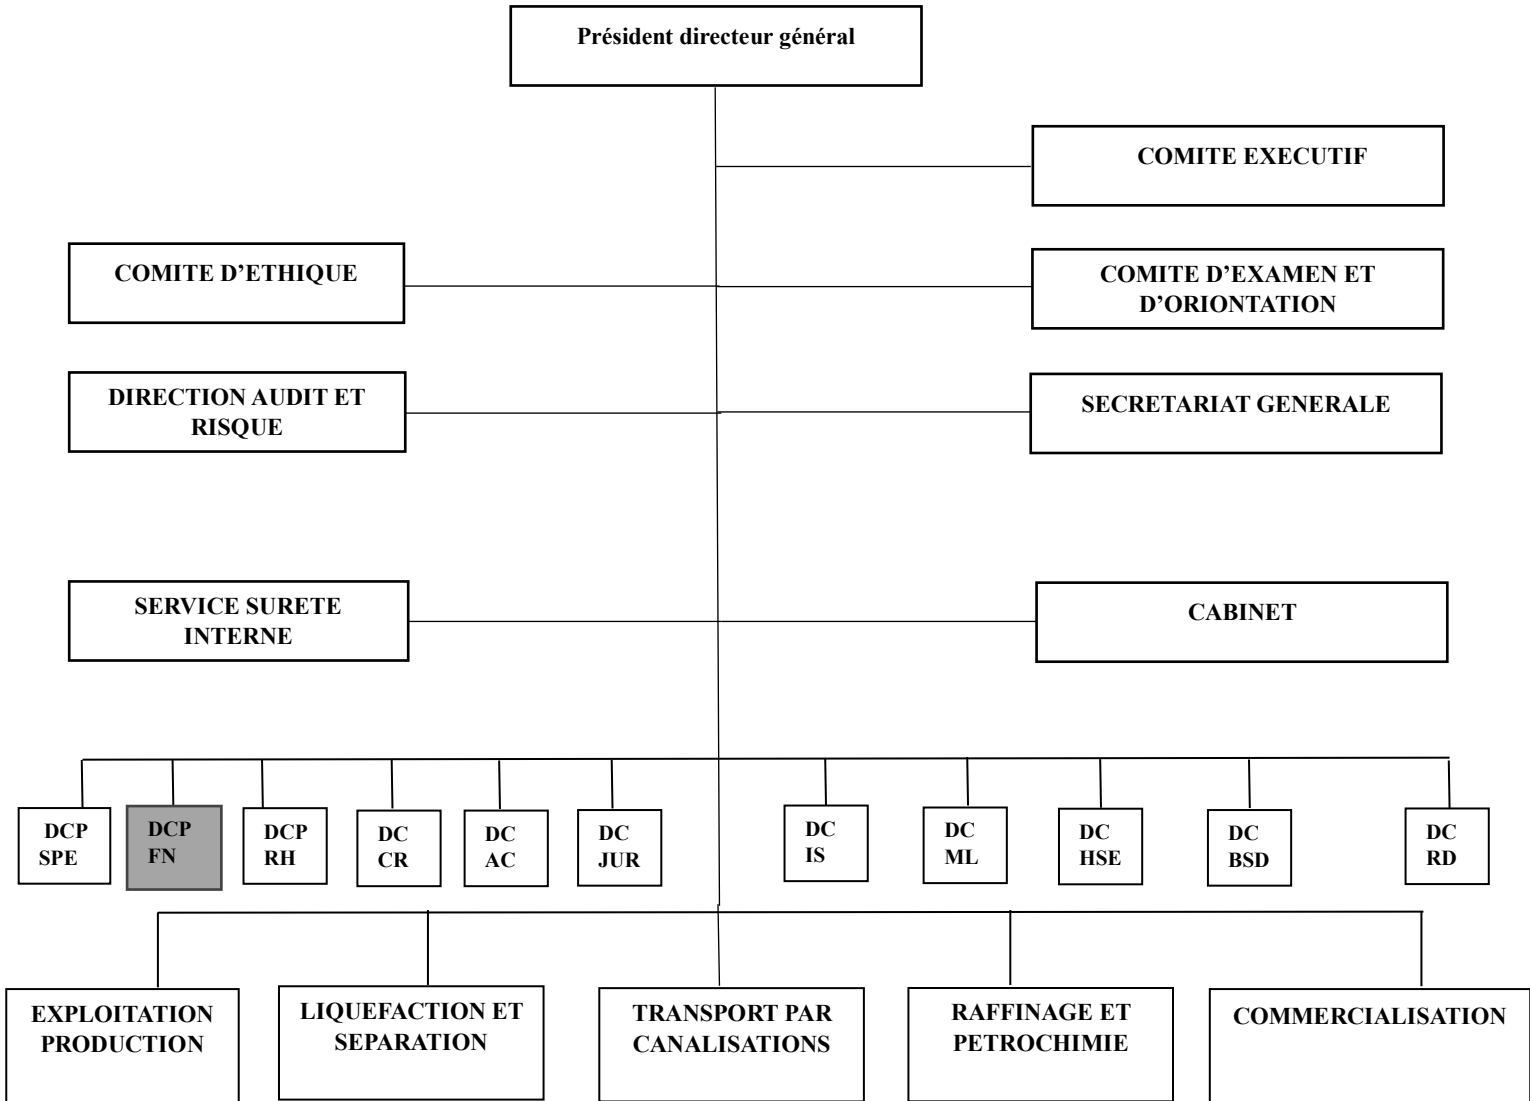 Président directeur général
COMITE EXECUTIF
COMITE D’ETHIQUE
COMITE D’EXAMEN ET
D’ORIONTATION
DIRECTION AUDIT ET
RISQUE
SECRETARIAT GENERALE
SERVICE SURETE
INTERNE
CABINET
DCP
SPE
DCP
FN
DCP
RH
DC
CR
DC
AC
DC
JUR
DC
IS
DC
ML
DC
HSE
DC
BSD
DC
RD
EXPLOITATION
PRODUCTION
LIQUEFACTION ET
SEPARATION
TRANSPORT PAR
CANALISATIONS
RAFFINAGE ET
PETROCHIMIE
COMMERCIALISATION